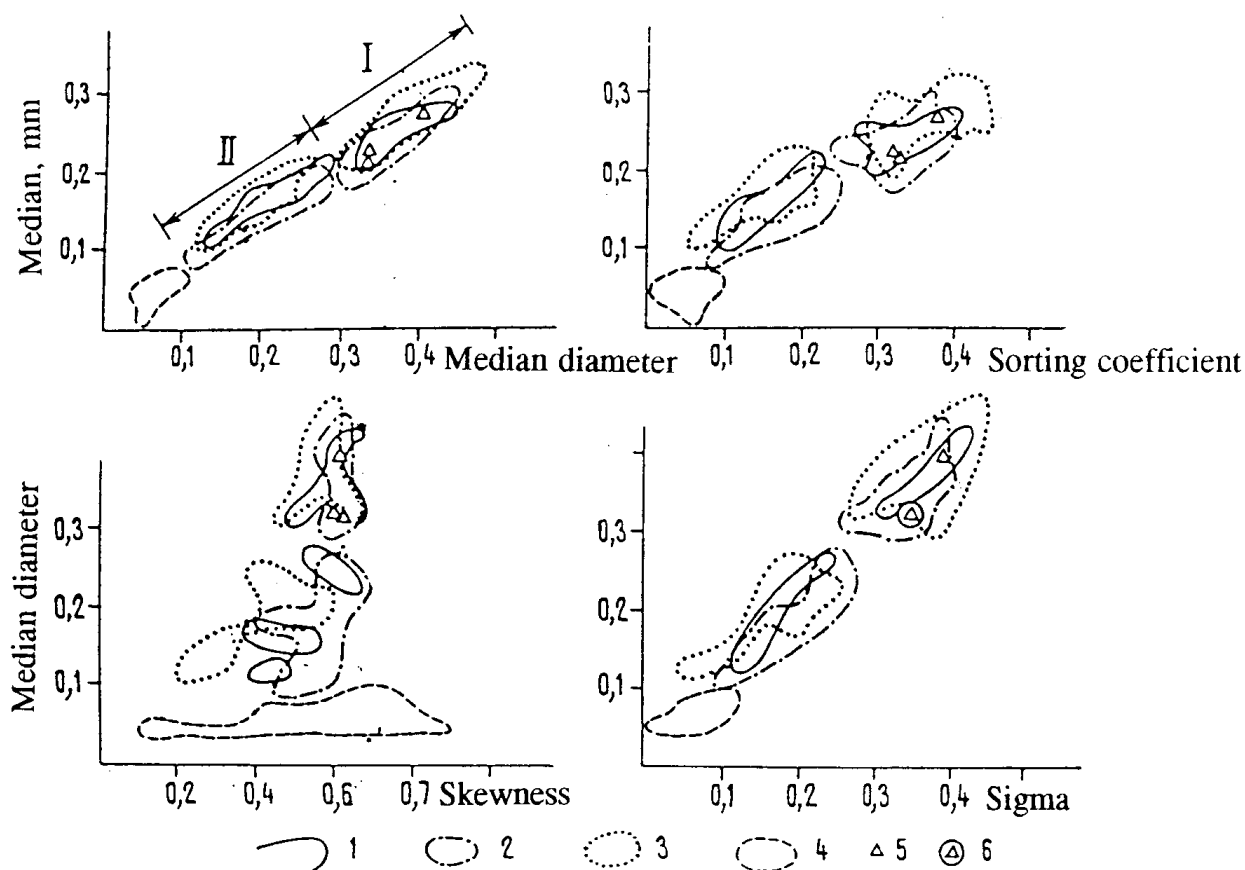 I
II
Median, mm
0,3
0,2
0,1
0,1 0,2 0,3 0,4 Median diameter
0,3
0,2
0,1
0,1 0,2 0,3 0,4 Sorting coefficient
Median diameter
0,3
0,2
0,1
0,2 0,4 0,6 0,7 Skewness
0,3
0,2
0,1
0,1 0,2 0,3 0,4 Sigma
1 2 3 4 5 6